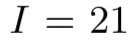 I = 21